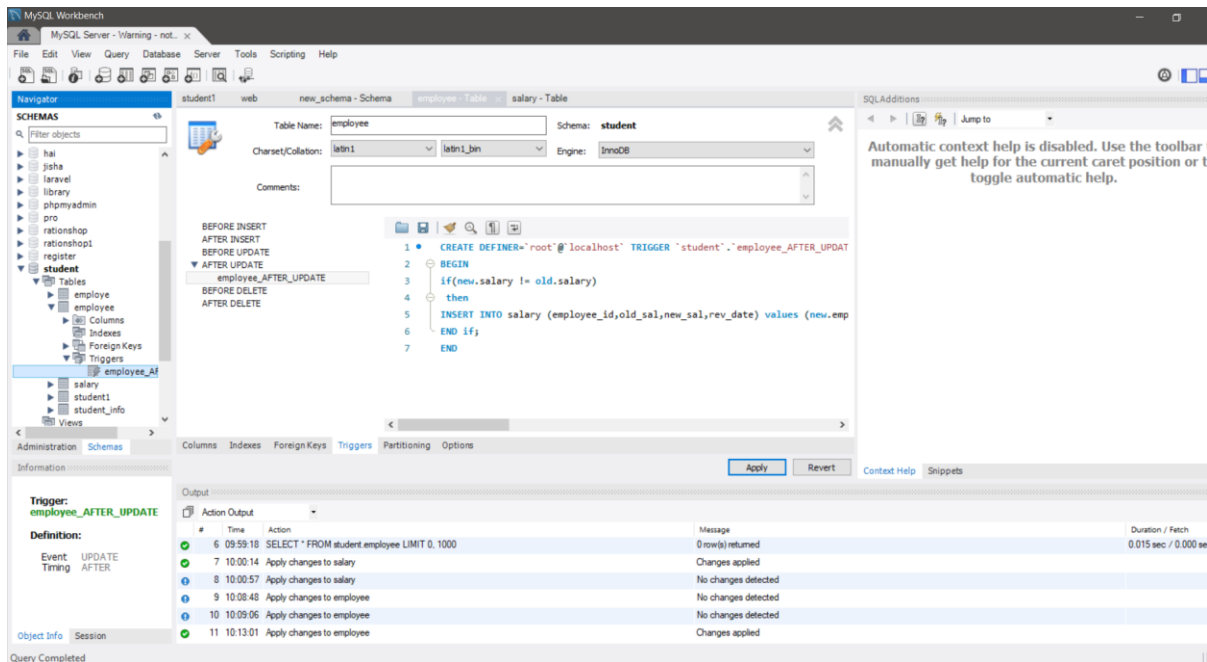 MySQL Workbench
MySQL Server - Warning - not.. ×
File Edit View Query Database Server Tools Scripting Help
Navigator
SCHEMAS
Filter objects
hai
jisha
laravel
library
phpmyadmin
pro
rationshop
rationshop1
register
student
Tables
employe
employee
Columns
Indexes
Foreign Keys
Triggers
employee_AF
salary
student1
student_info
Views
Administration Schemas
Information
Trigger:
employee_AFTER_UPDATE
Definition:
Event UPDATE
Timing AFTER
Object Info Session
Query Completed
student1 web new_schema - Schema employee - Table × salary - Table
Table Name: employee Schema: student
Charset/Collation: latin1 latin1_bin Engine: InnoDB
Comments:
BEFORE INSERT
AFTER INSERT
BEFORE UPDATE
AFTER UPDATE
employee_AFTER_UPDATE
BEFORE DELETE
AFTER DELETE
1 CREATE DEFINER=`root`@`localhost` TRIGGER `student`.`employee_AFTER_UPDAT
2 BEGIN
3 if(new.salary != old.salary)
4 then
5 INSERT INTO salary (employee_id,old_sal,new_sal,rev_date) values (new.emp
6 END if;
7 END
Columns Indexes Foreign Keys Triggers Partitioning Options
Apply Revert
SQLAdditions
Jump to
Automatic context help is disabled. Use the toolbar
manually get help for the current caret position or t
toggle automatic help.
Context Help Snippets
Output
Action Output
# Time Action Message Duration / Fetch
6 09:59:18 SELECT * FROM student.employee LIMIT 0, 1000 0 row(s) returned 0.015 sec / 0.000 se
7 10:00:14 Apply changes to salary Changes applied
8 10:00:57 Apply changes to salary No changes detected
9 10:08:48 Apply changes to employee No changes detected
10 10:09:06 Apply changes to employee No changes detected
11 10:13:01 Apply changes to employee Changes applied